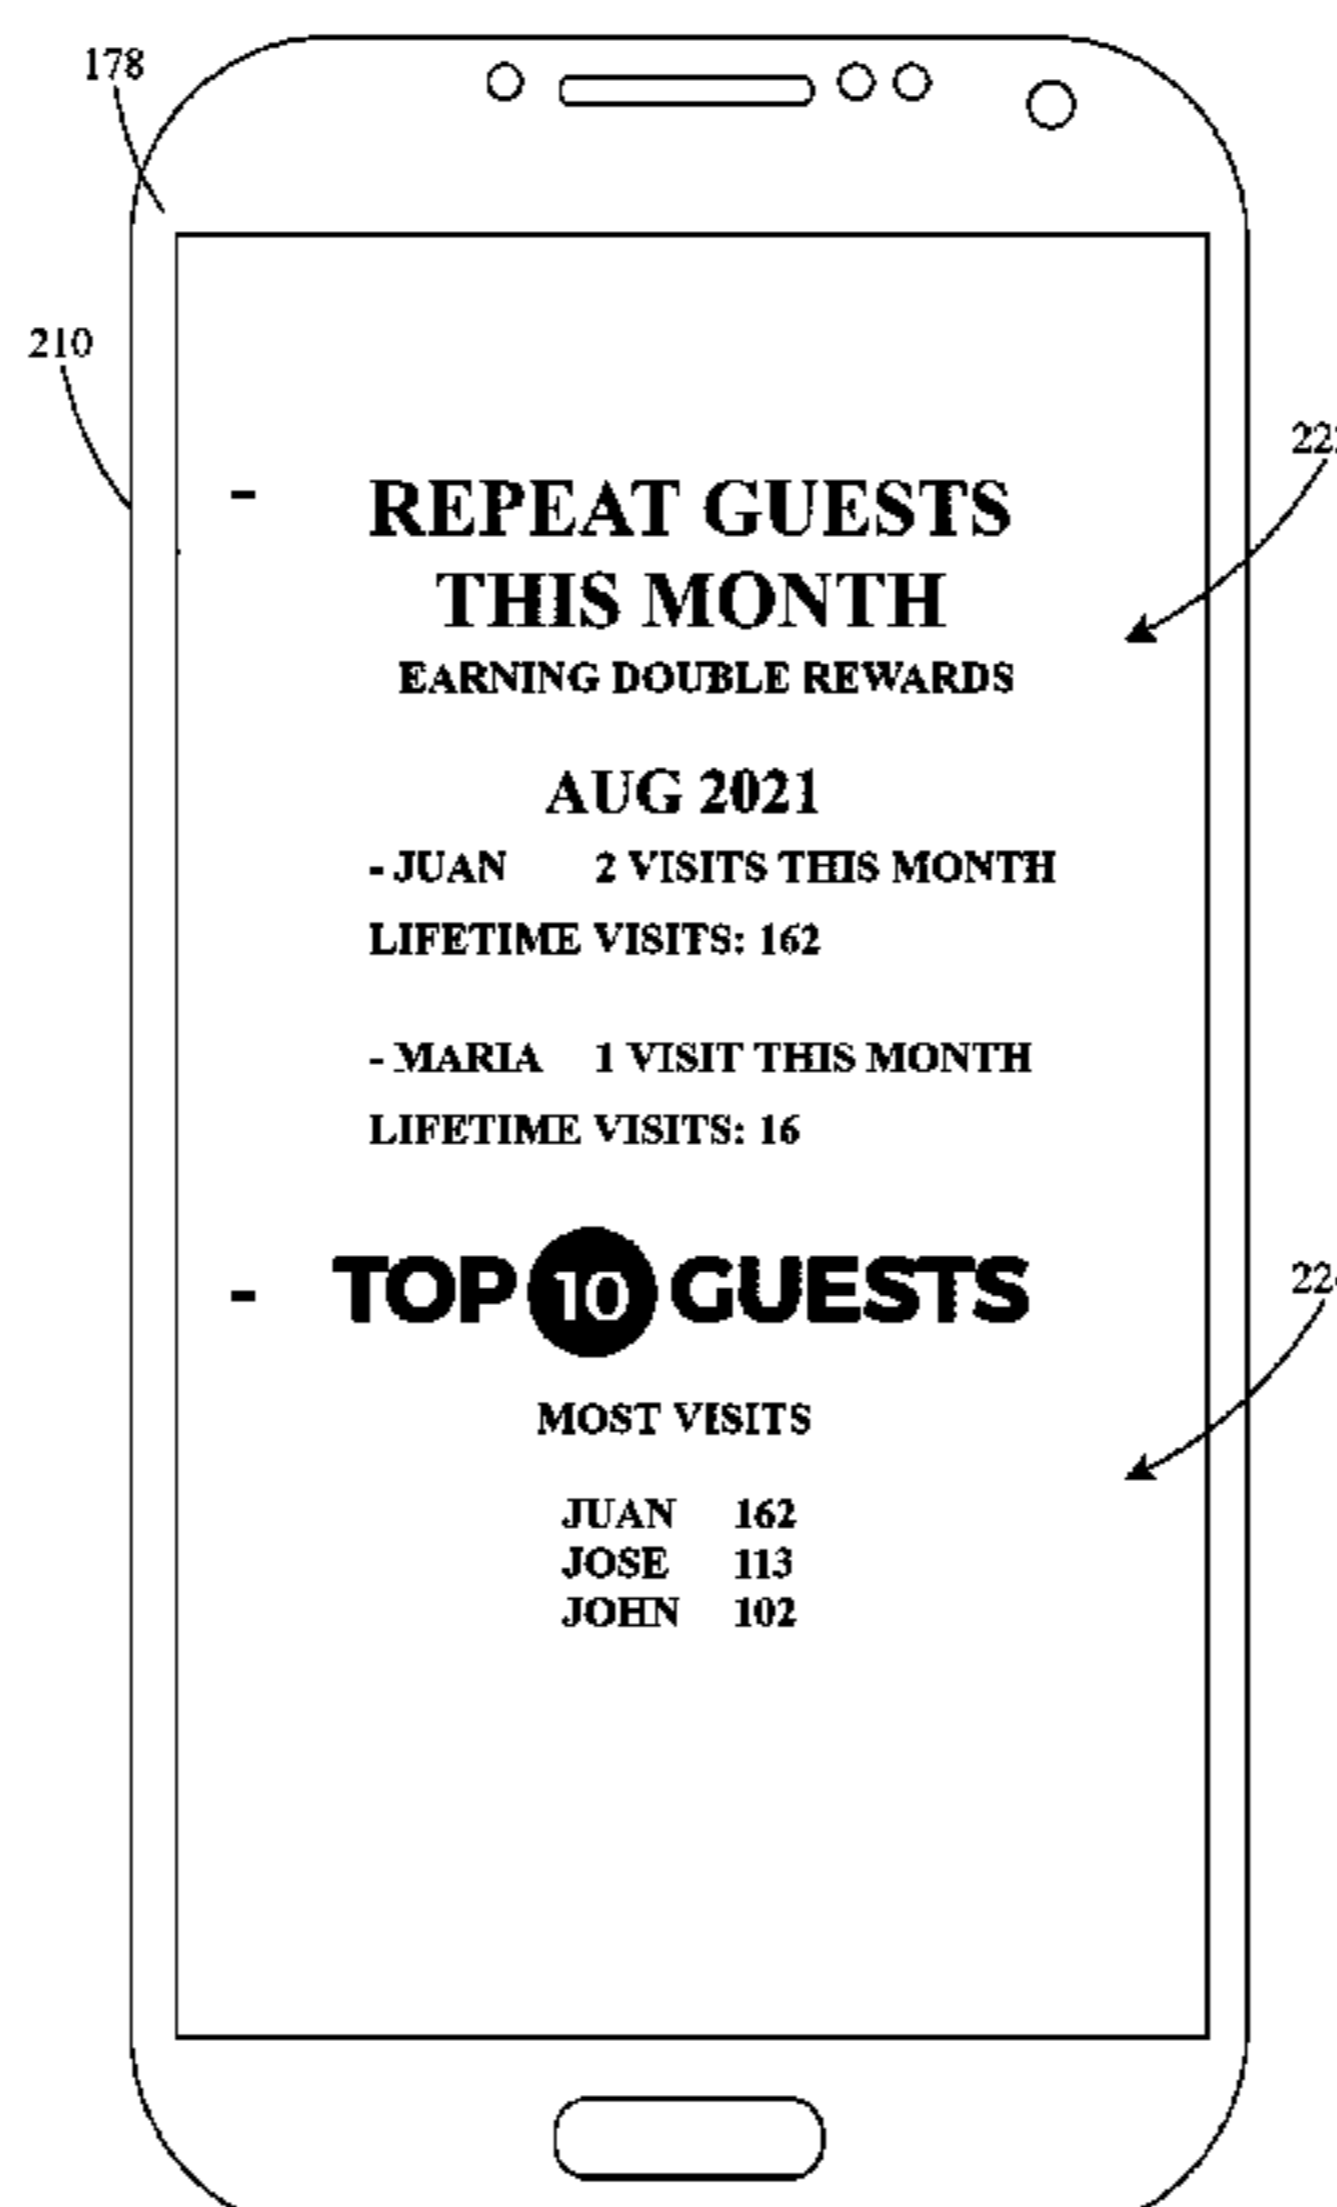 178
210
- REPEAT GUESTS
THIS MONTH
EARNING DOUBLE REWARDS
AUG 2021
- JUAN 2 VISITS THIS MONTH
LIFETIME VISITS: 162
- MARIA 1 VISIT THIS MONTH
LIFETIME VISITS: 16
- TOP 10 GUESTS
MOST VISITS
JUAN 162
JOSE 113
JOHN 102